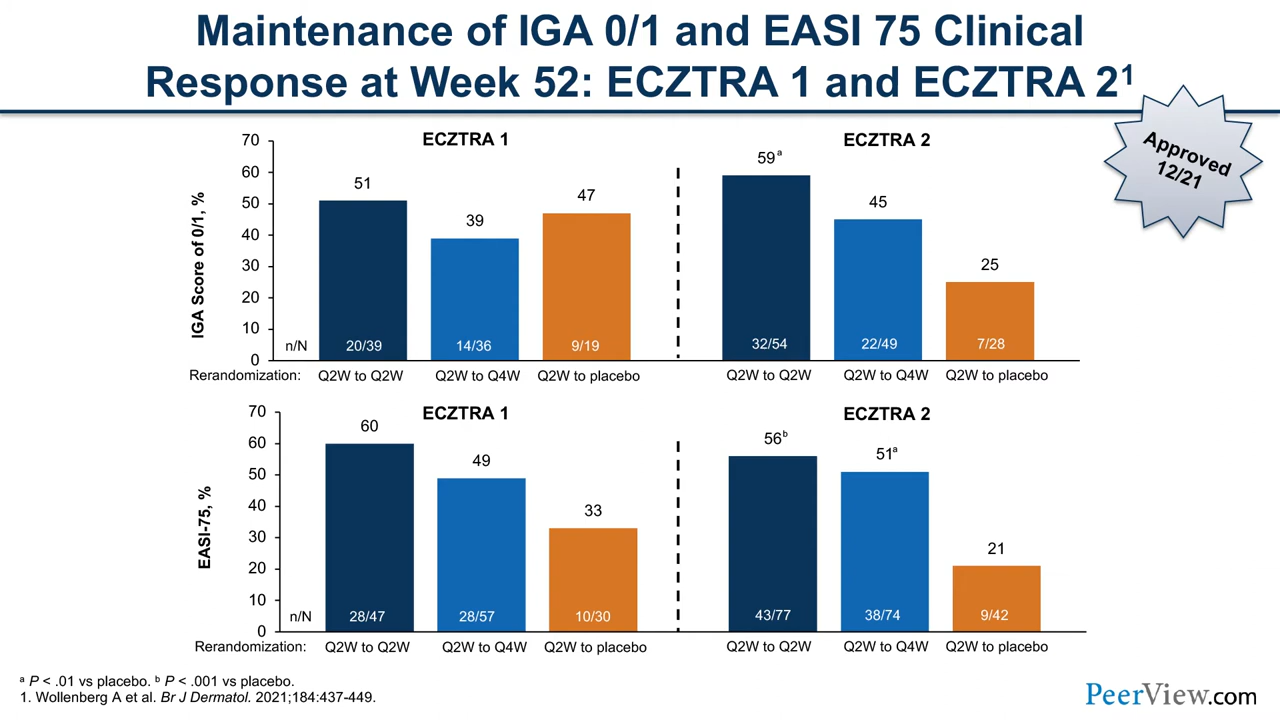 Maintenance of IGA 0/1 and EASI 75 Clinical
Response at Week 52: ECZTRA 1 and ECZTRA 2¹
Approved
12/21
ECZTRA 1
ECZTRA 2
IGA Score of 0/1, %
70
60
50
40
30
20
10
0
51
39
47
59ᵃ
45
25
n/N
20/39
14/36
9/19
32/54
22/49
7/28
Rerandomization:
Q2W to Q2W
Q2W to Q4W
Q2W to placebo
Q2W to Q2W
Q2W to Q4W
Q2W to placebo
ECZTRA 1
ECZTRA 2
EASI-75, %
70
60
50
40
30
20
10
0
60
49
33
56ᵇ
51ᵃ
21
n/N
28/47
28/57
10/30
43/77
38/74
9/42
Rerandomization:
Q2W to Q2W
Q2W to Q4W
Q2W to placebo
Q2W to Q2W
Q2W to Q4W
Q2W to placebo
ᵃ P < .01 vs placebo. ᵇ P < .001 vs placebo.
1. Wollenberg A et al. Br J Dermatol. 2021;184:437-449.
PeerView.com